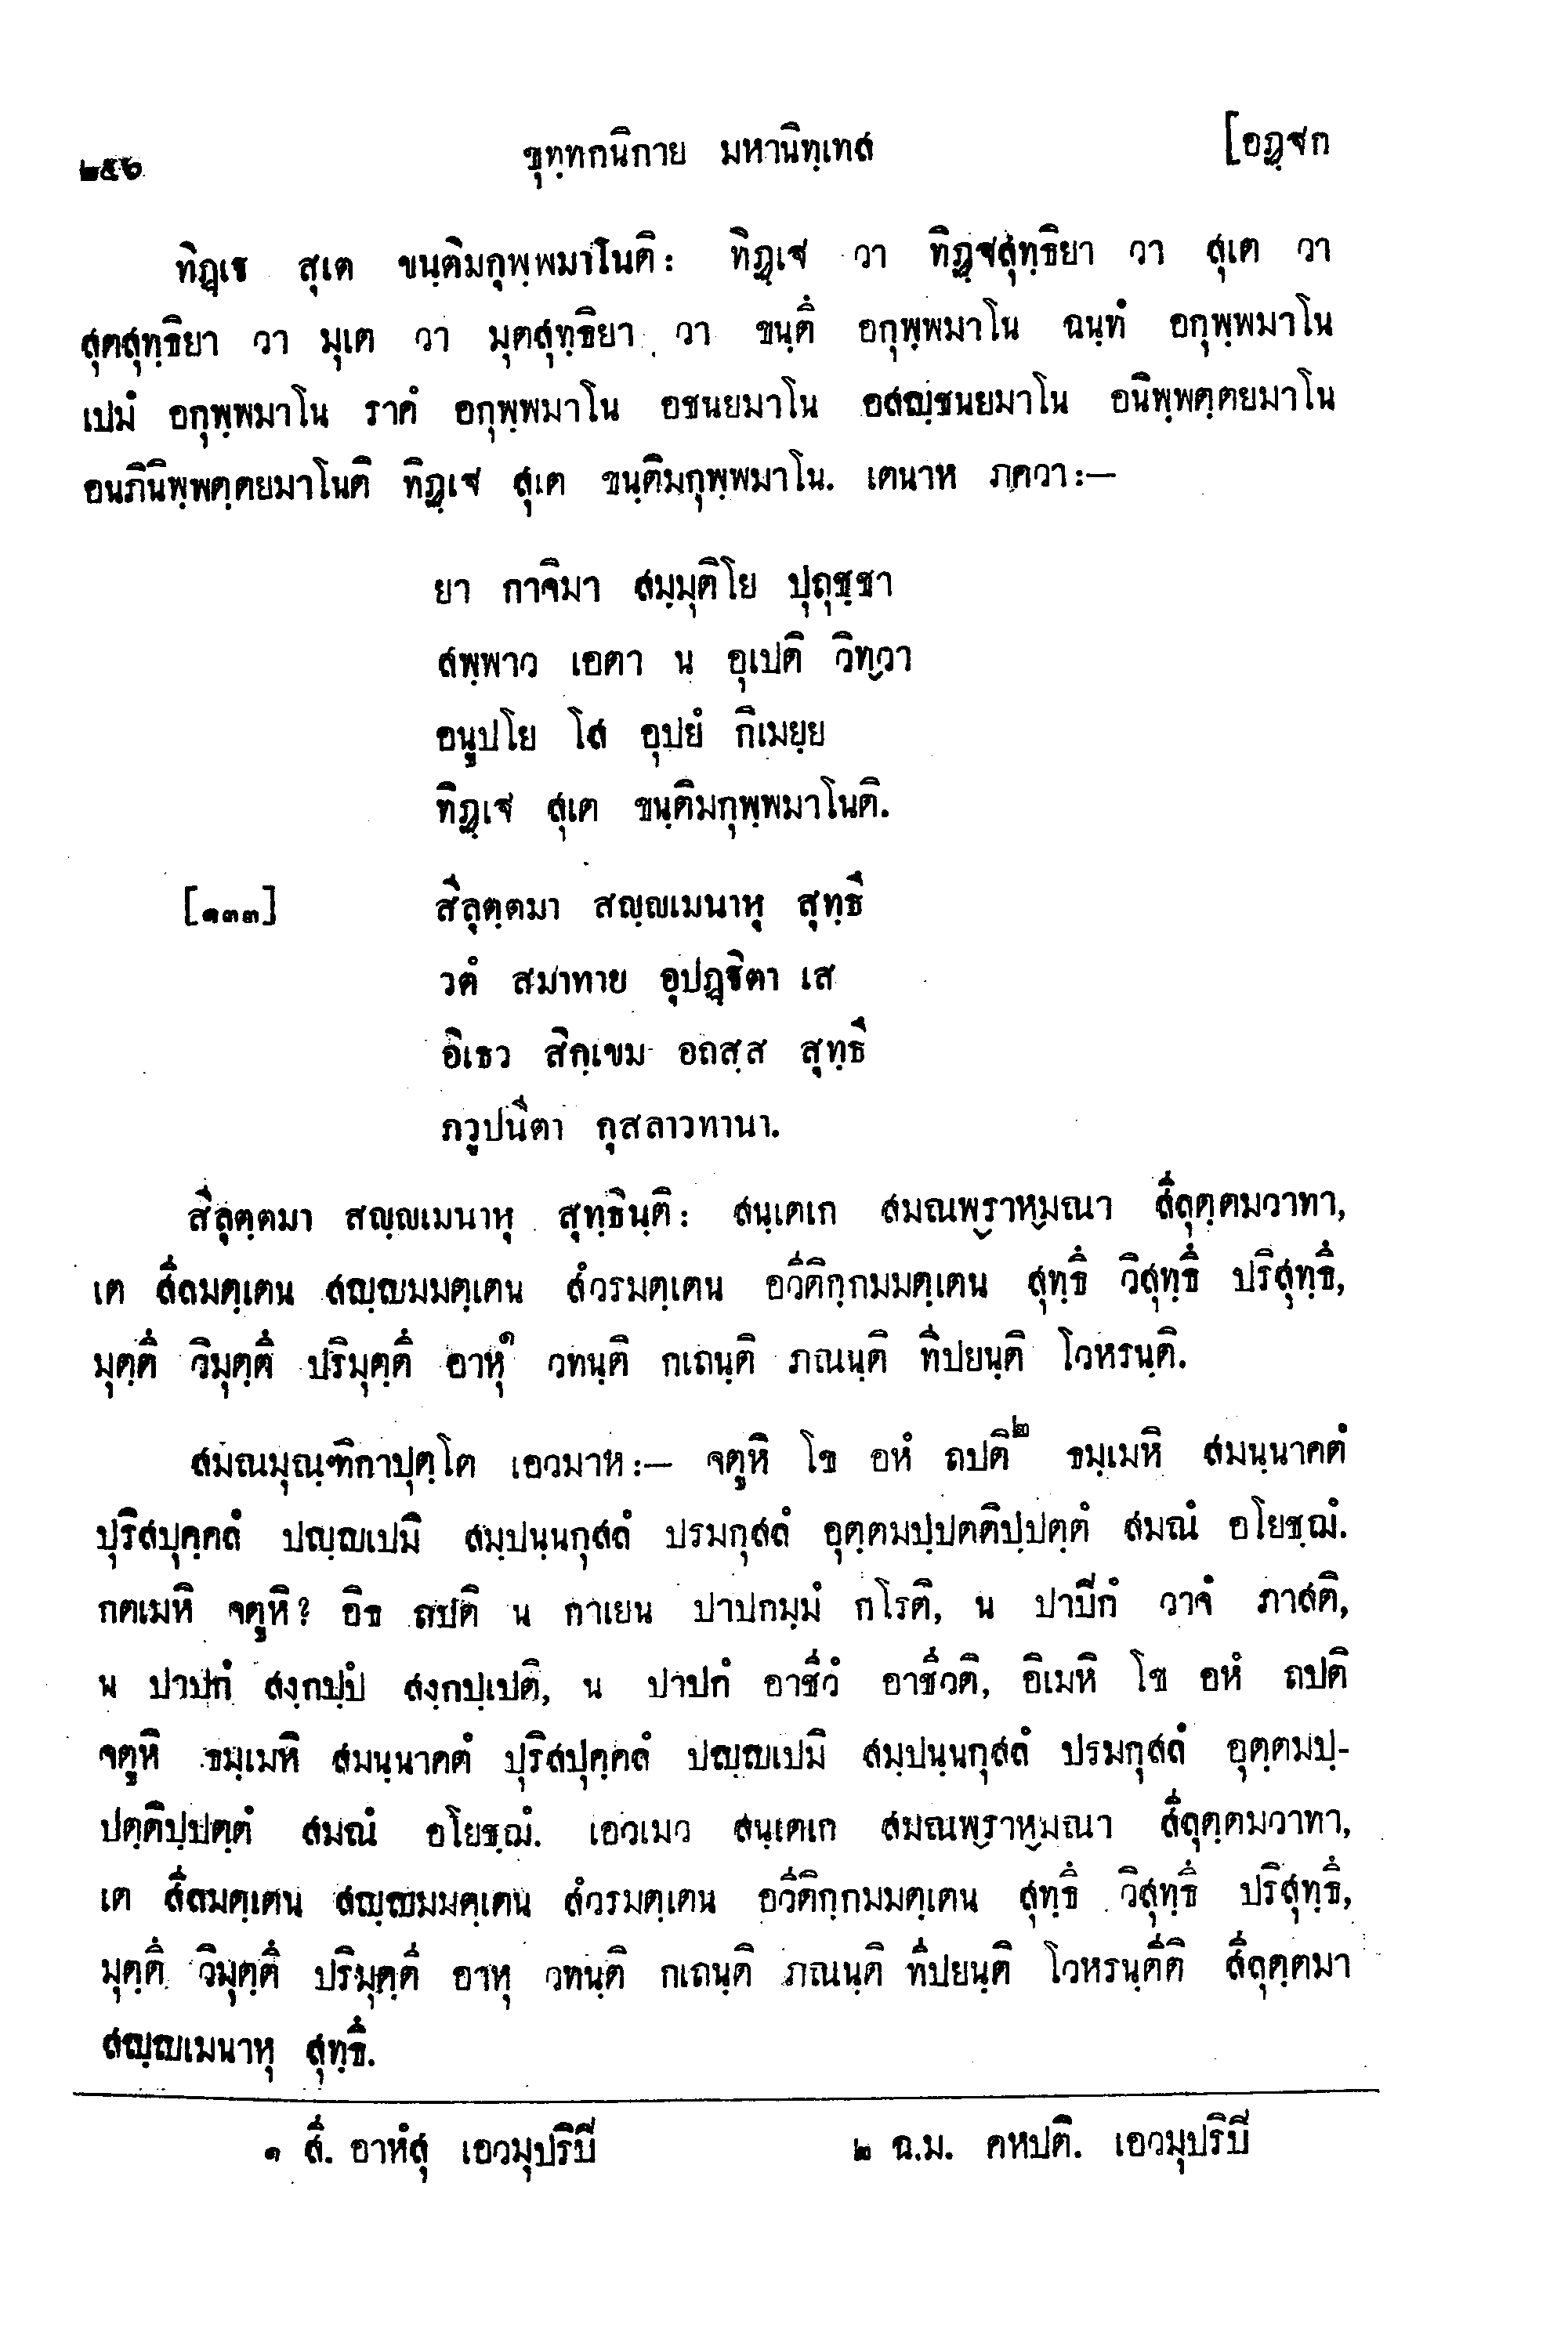 ๒๕๖ ขุทฺทกนิกาย มหานิทฺเทส [อฏฺฐก
ทิฏฺเฐ สุเต ขนฺติมกุพฺพมาโนติ: ทิฏฺเฐ วา ทิฏฺฐสุทฺธิยา วา สุเต วา
สุตสุทฺธิยา วา มุเต วา มุตสุทฺธิยา วา ขนฺตึ อกุพฺพมาโน ฉนฺทํ อกุพฺพมาโน
เปมํ อกุพฺพมาโน ราคํ อกุพฺพมาโน อชนยมาโน อสญฺชนยมาโน อนิพฺพตฺตยมาโน
อนภินิพฺพตฺตยมาโนติ ทิฏฺเฐ สุเต ขนฺติมกุพฺพมาโน. เตนาห ภควา:—
ยา กาจิมา สมฺมุติโย ปุถุชฺชา
สพฺพาว เอตา น อุเปติ วิทฺวา
อนูปโย โส อุปยํ กิเมยฺย
ทิฏฺเฐ สุเต ขนฺติมกุพฺพมาโนติ.
[๑๓๓] สีลุตฺตมา สญฺญเมนาหุ สุทฺธึ
วตํ สมาทาย อุปฏฺฐิตา เส
อิเธว สิกฺเขม อถสฺส สุทฺธึ
ภวูปนีตา กุสลาวทานา.
สีลุตฺตมา สญฺญเมนาหุ สุทฺธินฺติ: สนฺเตเก สมณพฺราหฺมณา สีลุตฺตมวาทา,
เต สีลมตฺเตน สญฺญมมตฺเตน สํวรมตฺเตน อวีติกฺกมมตฺเตน สุทฺธึ วิสุทฺธึ ปริสุทฺธึ,
มุตฺตึ วิมุตฺตึ ปริมุตฺตึ อาหุ๑ วทนฺติ กเถนฺติ ภณนฺติ ทีปยนฺติ โวหรนฺติ.
สมณมุณฺฑิกาปุตฺโต เอวมาห:— จตูหิ โข อหํ ถปติ๒ ธมฺเมหิ สมนฺนาคตํ
ปุริสปุคฺคลํ ปญฺญเปมิ สมฺปนฺนกุสลํ ปรมกุสลํ อุตฺตมปฺปตฺติปฺปตฺตํ สมณํ อโยชฺฌํ.
กตเมหิ จตูหิ? อิธ ถปติ น กาเยน ปาปกมฺมํ กโรติ, น ปาปิกํ วาจํ ภาสติ,
น ปาปกํ สงฺกปฺปํ สงฺกปฺเปติ, น ปาปกํ อาชีวํ อาชีวติ, อิเมหิ โข อหํ ถปติ
จตูหิ ธมฺเมหิ สมนฺนาคตํ ปุริสปุคฺคลํ ปญฺญเปมิ สมฺปนฺนกุสลํ ปรมกุสลํ อุตฺตมปฺ-
ปตฺติปฺปตฺตํ สมณํ อโยชฺฌํ. เอวเมว สนฺเตเก สมณพฺราหฺมณา สีลุตฺตมวาทา,
เต สีลมตฺเตน สญฺญมมตฺเตน สํวรมตฺเตน อวีติกฺกมมตฺเตน สุทฺธึ วิสุทฺธึ ปริสุทฺธึ,
มุตฺตึ วิมุตฺตึ ปริมุตฺตึ อาหุ วทนฺติ กเถนฺติ ภณนฺติ ทีปยนฺติ โวหรนฺตีติ สีลุตฺตมา
สญฺญเมนาหุ สุทฺธึ.
๑ สี. อาหํสุ เอวมุปริปิ ๒ ฉ.ม. คหปติ. เอวมุปริปิ